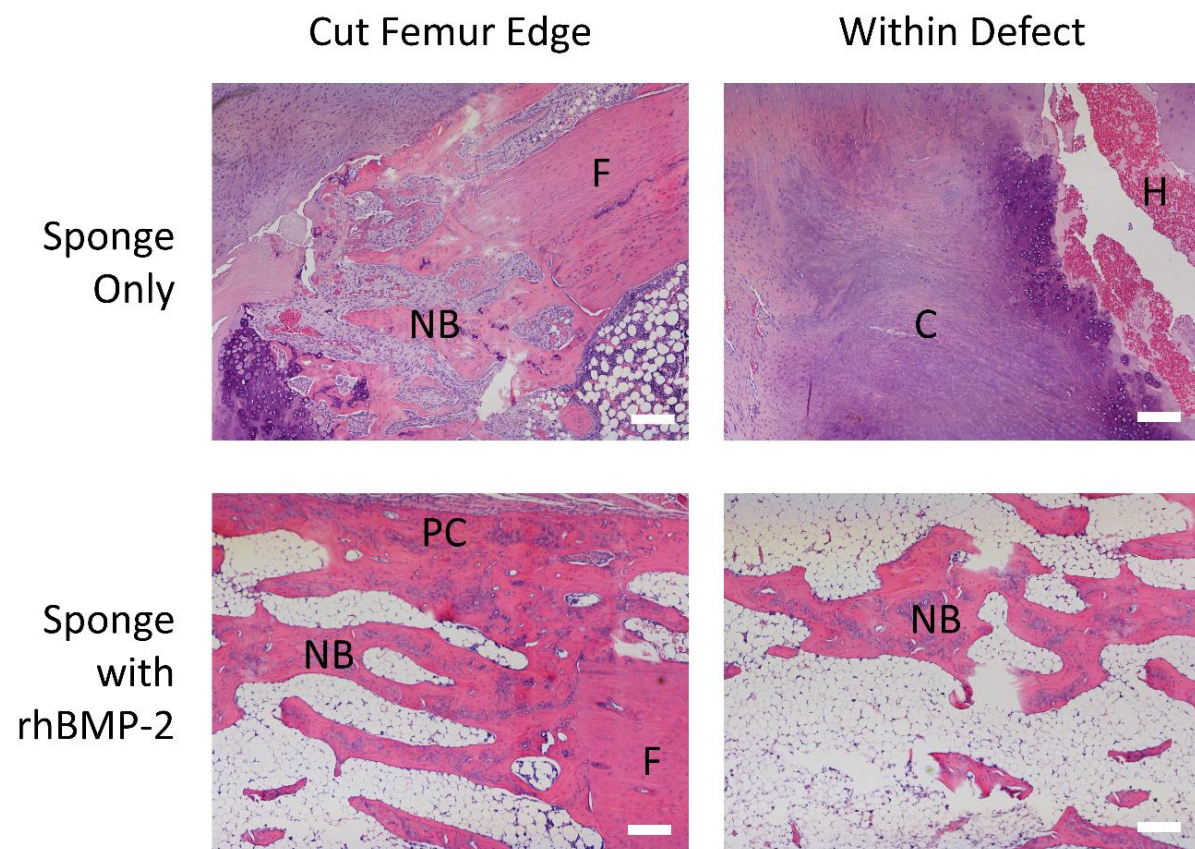 Cut Femur Edge
Within Defect
Sponge
Only
F
NB
H
C
Sponge
with
rhBMP-2
PC
NB
F
NB